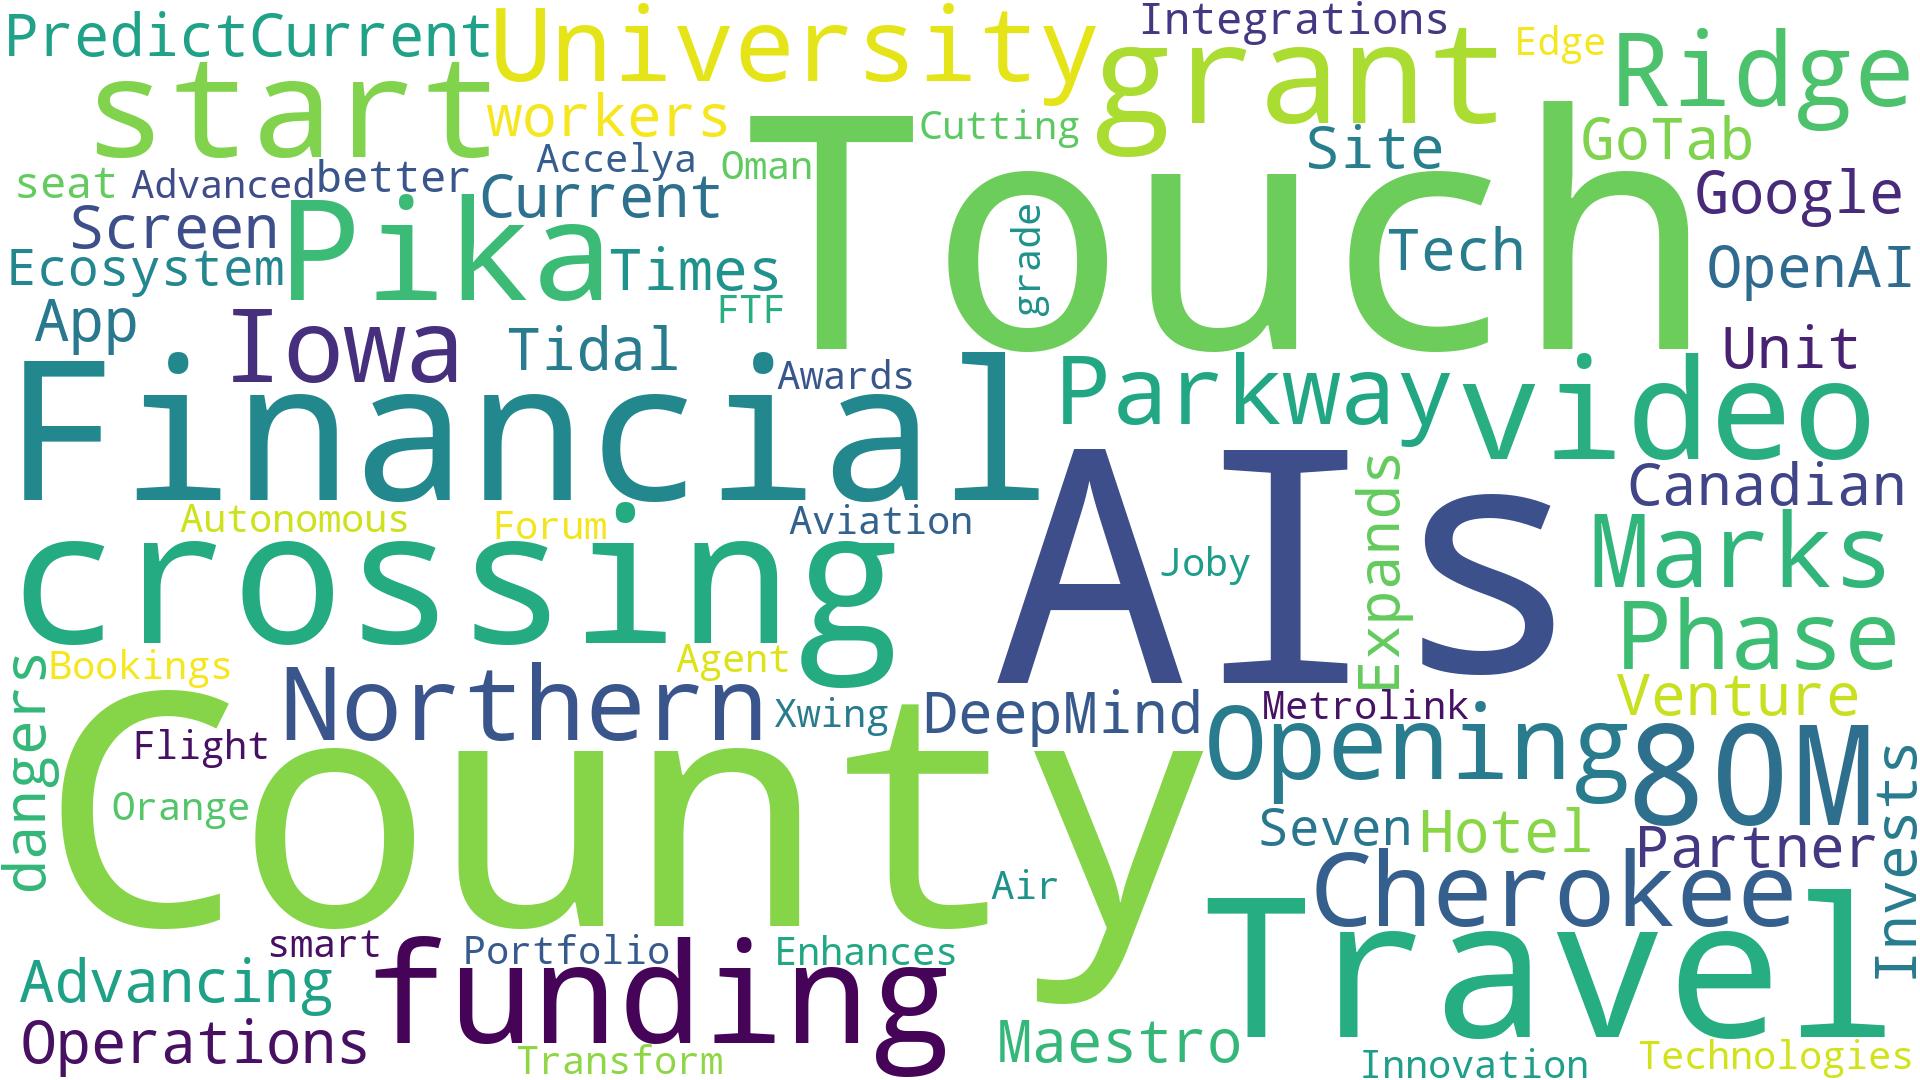 PredictCurrent
University
Integrations
Edge
Ridge
start
workers
grant
Cutting
Touch
Site
GoTab
seat
Advanced
better
Accelya
Oman
Current
Google
Screen
Pika
grade
Tech
OpenAI
Ecosystem
Times
App
Iowa
Tidal
FTF
Unit
Financial
Awards
Parkway
video
AIs
Expands
Canadian
Autonomous
Forum
Aviation
Marks
crossing
Joby
Phase
dangers
Bookings
Northern
Agent
Xwing
DeepMind
Metrolink
Venture
Flight
County
Opening
80M
Invests
Orange
Seven
Hotel
Partner
Air
Cherokee
smart
Portfolio
Enhances
Travel
Advancing
funding
Operations
Transform
Maestro
Innovation
Technologies